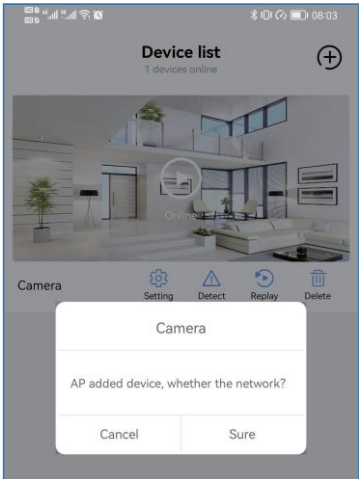 08:03
Device list
1 devices online
Online
Camera
Setting Detect Replay Delete
Camera
AP added device, whether the network?
Cancel Sure